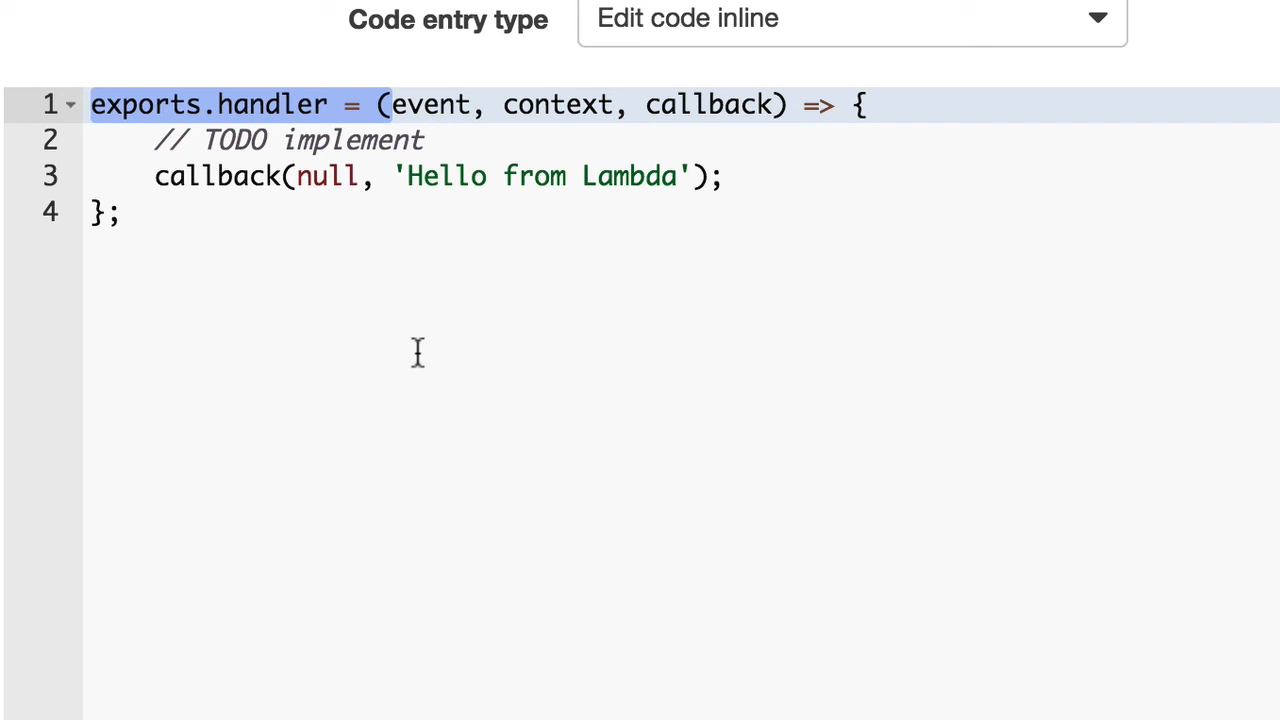 Code entry type Edit code inline
1 exports.handler = (event, context, callback) => {
2 // TODO implement
3 callback(null, 'Hello from Lambda');
4 };